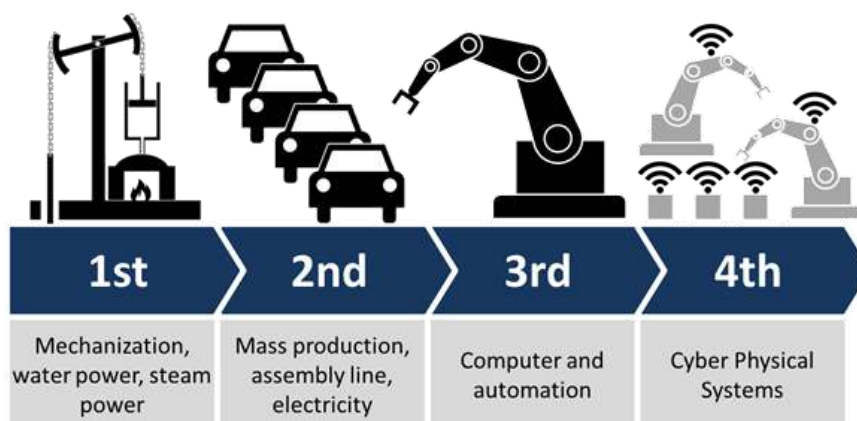 1st
2nd
3rd
4th
Mechanization,
water power, steam
power
Mass production,
assembly line,
electricity
Computer and
automation
Cyber Physical
Systems